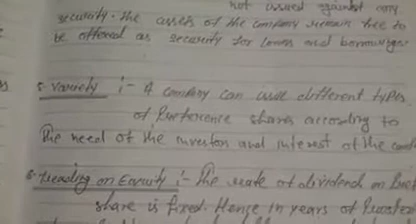 not issued against any
security. the assets of the company remain free to
be offered as security for loans and borrowings
5. Variety :- A company can issue different types
of Preference shares according to
the need of the investors and interest of the
6. Trading on Equity :- The rate of dividend on
share is fixed. Hence in years of